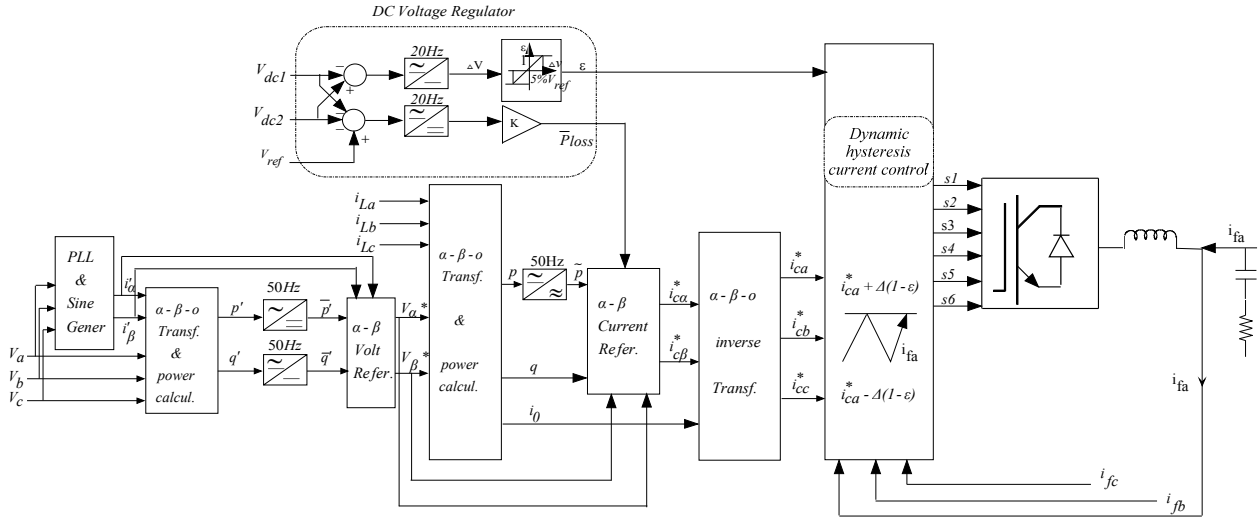 DC Voltage Regulator
20Hz
ε
1
Δv
5%V_ref
V_dc1
−
+
ΔV
ε
20Hz
V_dc2
−
−
+
K
P̅loss
V_ref
Dynamic
hysteresis
current control
i_La
i_Lb
i_Lc
α-β-o
Transf.
&
power
calcul.
PLL
&
Sine
Gener
i'_α
i'_β
V_a
V_b
V_c
α-β-o
Transf.
&
power
calcul.
p'
50Hz
p̅'
q'
50Hz
q̅'
α-β
Volt
Refer.
V_α*
V_β*
p
50Hz
p̃
q
i_0
α-β
Current
Refer.
i*_cα
i*_cβ
α-β-o
inverse
Transf.
i*_ca
i*_cb
i*_cc
i*_ca + Δ(1-ε)
i_fa
i*_ca - Δ(1-ε)
s1
s2
s3
s4
s5
s6
i_fa
i_fa
i_fc
i_fb